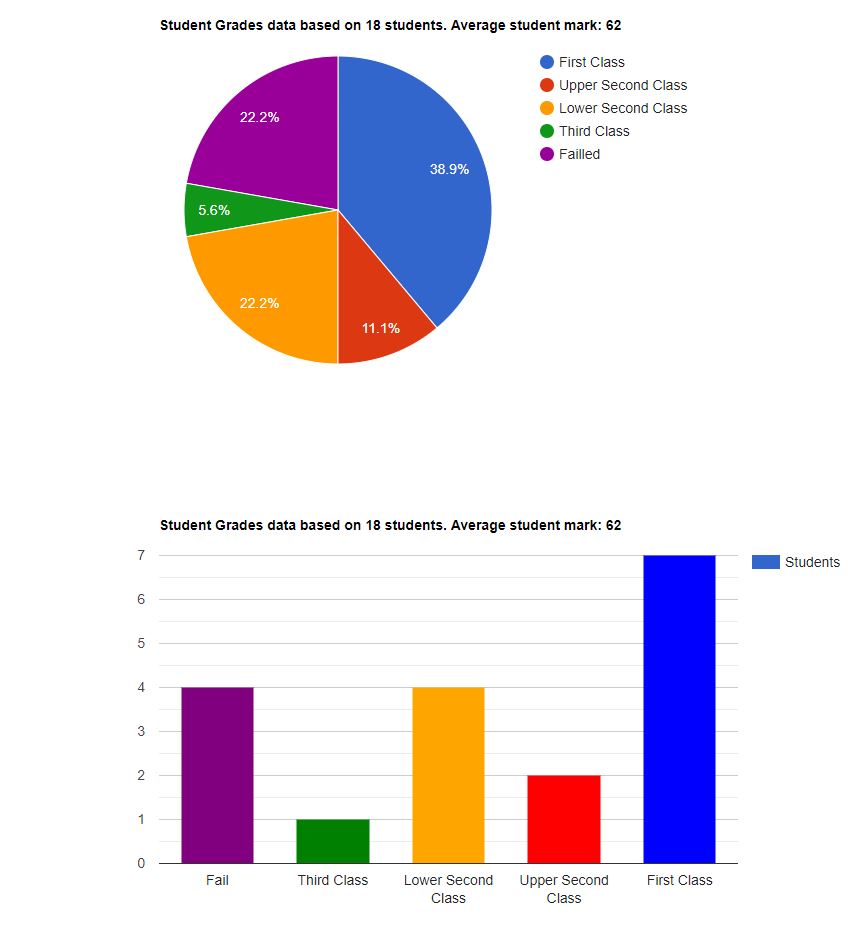 Student Grades data based on 18 students. Average student mark: 62
First Class
Upper Second Class
Lower Second Class
Third Class
Failled
22.2%
38.9%
5.6%
22.2%
11.1%
Student Grades data based on 18 students. Average student mark: 62
Students
7
6
5
4
3
2
1
0
Fail
Third Class
Lower Second
Class
Upper Second
Class
First Class